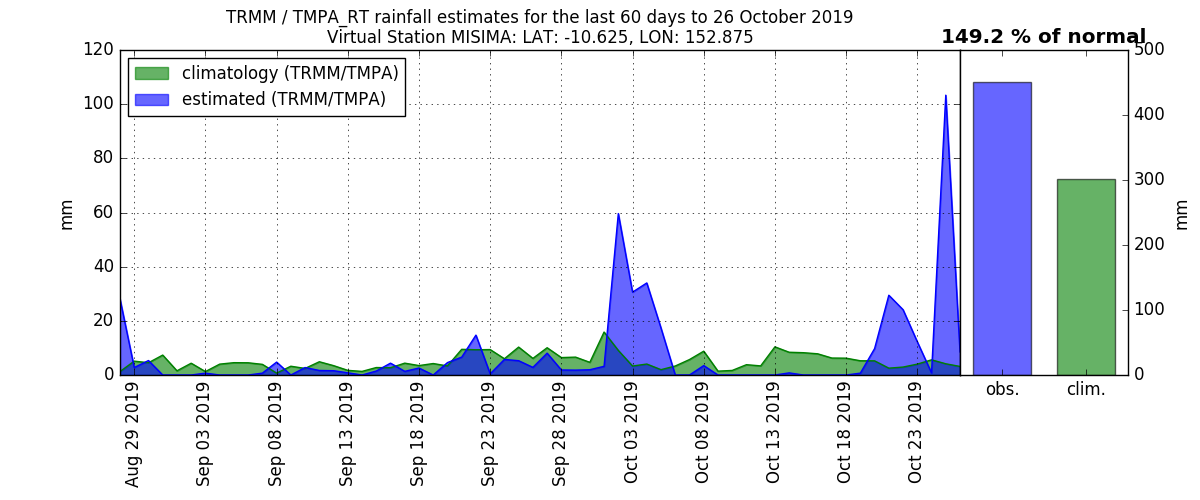 TRMM / TMPA_RT rainfall estimates for the last 60 days to 26 October 2019
Virtual Station MISIMA: LAT: -10.625, LON: 152.875
149.2 % of normal
climatology (TRMM/TMPA)
estimated (TRMM/TMPA)
120
100
80
60
40
20
0
mm
500
400
300
200
100
0
mm
Aug 29 2019
Sep 03 2019
Sep 08 2019
Sep 13 2019
Sep 18 2019
Sep 23 2019
Sep 28 2019
Oct 03 2019
Oct 08 2019
Oct 13 2019
Oct 18 2019
Oct 23 2019
obs.
clim.